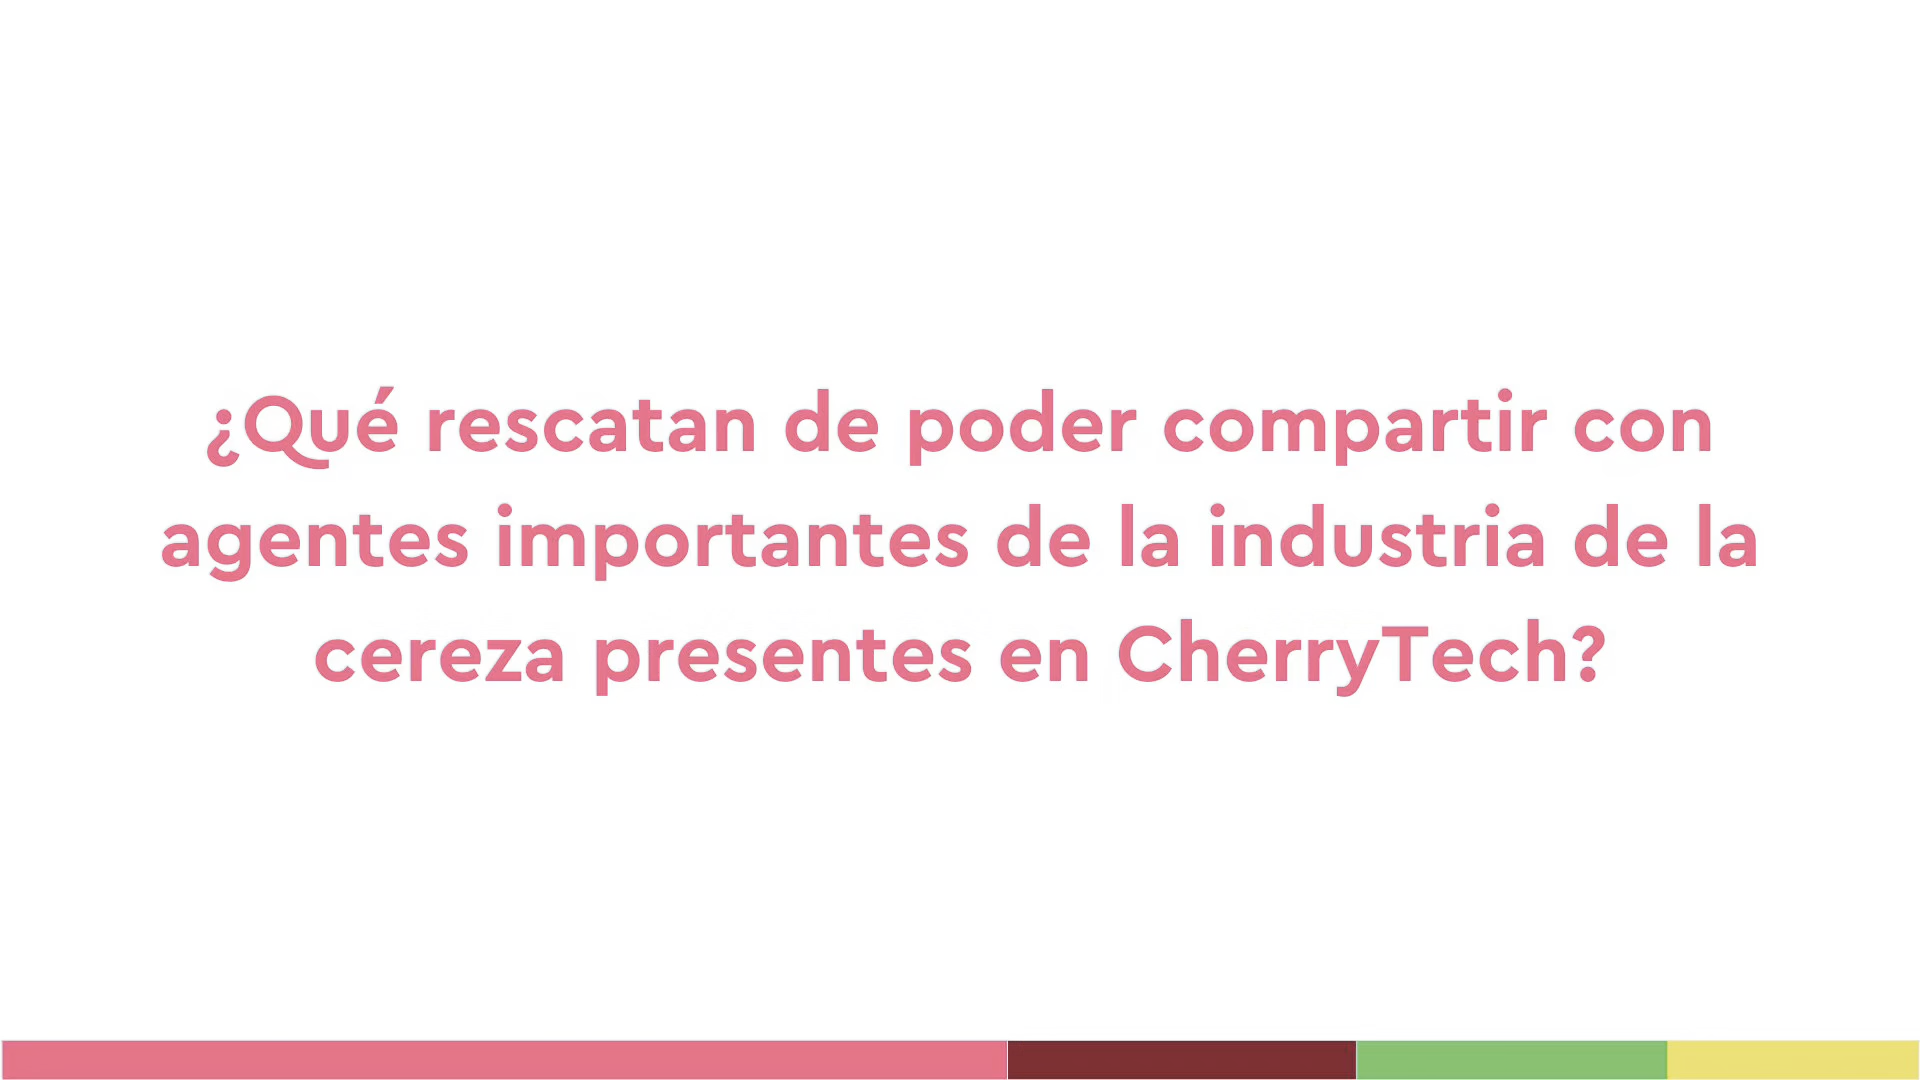 ¿Qué rescatan de poder compartir con
agentes importantes de la industria de la
cereza presentes en CherryTech?